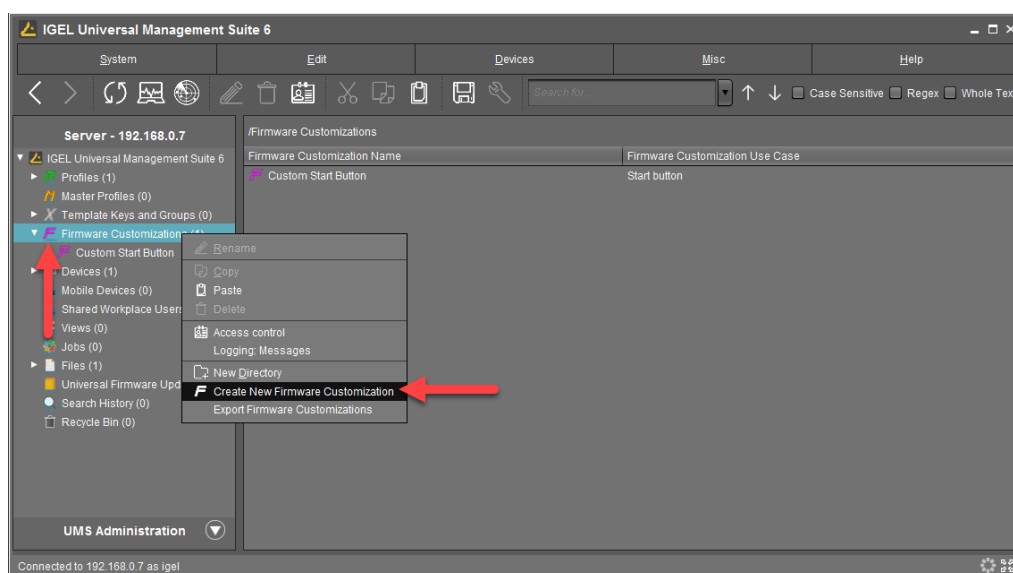 IGEL Universal Management Suite 6
System Edit Devices Misc Help
Search for... Case Sensitive Regex Whole Tex
Server - 192.168.0.7
/Firmware Customizations
Firmware Customization Name Firmware Customization Use Case
Custom Start Button Start button
IGEL Universal Management Suite 6
Profiles (1)
Master Profiles (0)
Template Keys and Groups (0)
Firmware Customizations (1)
Custom Start Button
Devices (1)
Mobile Devices (0)
Shared Workplace Users
Views (0)
Jobs (0)
Files (1)
Universal Firmware Upd
Search History (0)
Recycle Bin (0)
Rename
Copy
Paste
Delete
Access control
Logging: Messages
New Directory
Create New Firmware Customization
Export Firmware Customizations
UMS Administration
Connected to 192.168.0.7 as igel